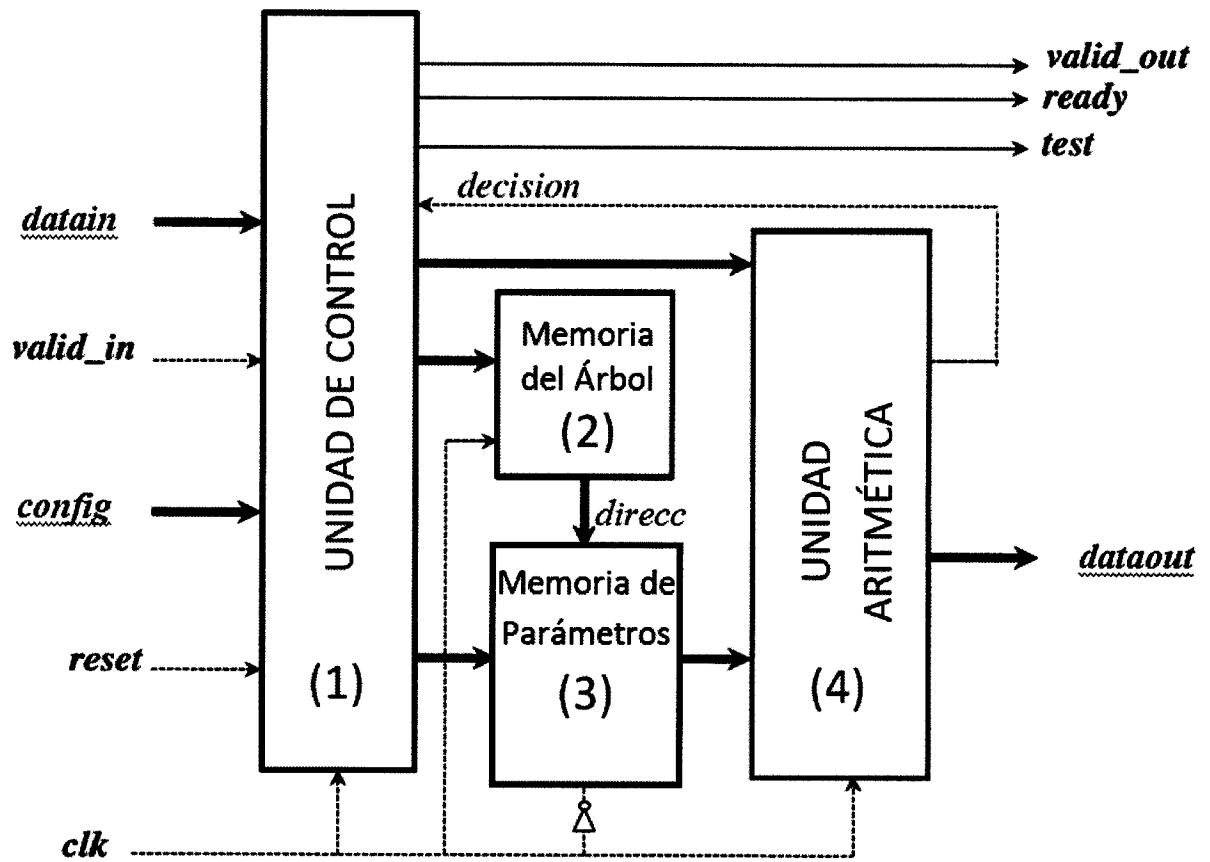 valid_out
ready
test
decision
datain
UNIDAD DE CONTROL
(1)
valid_in
Memoria
del Árbol
(2)
config
direcc
UNIDAD
ARITMÉTICA
(4)
dataout
Memoria de
Parámetros
(3)
reset
clk